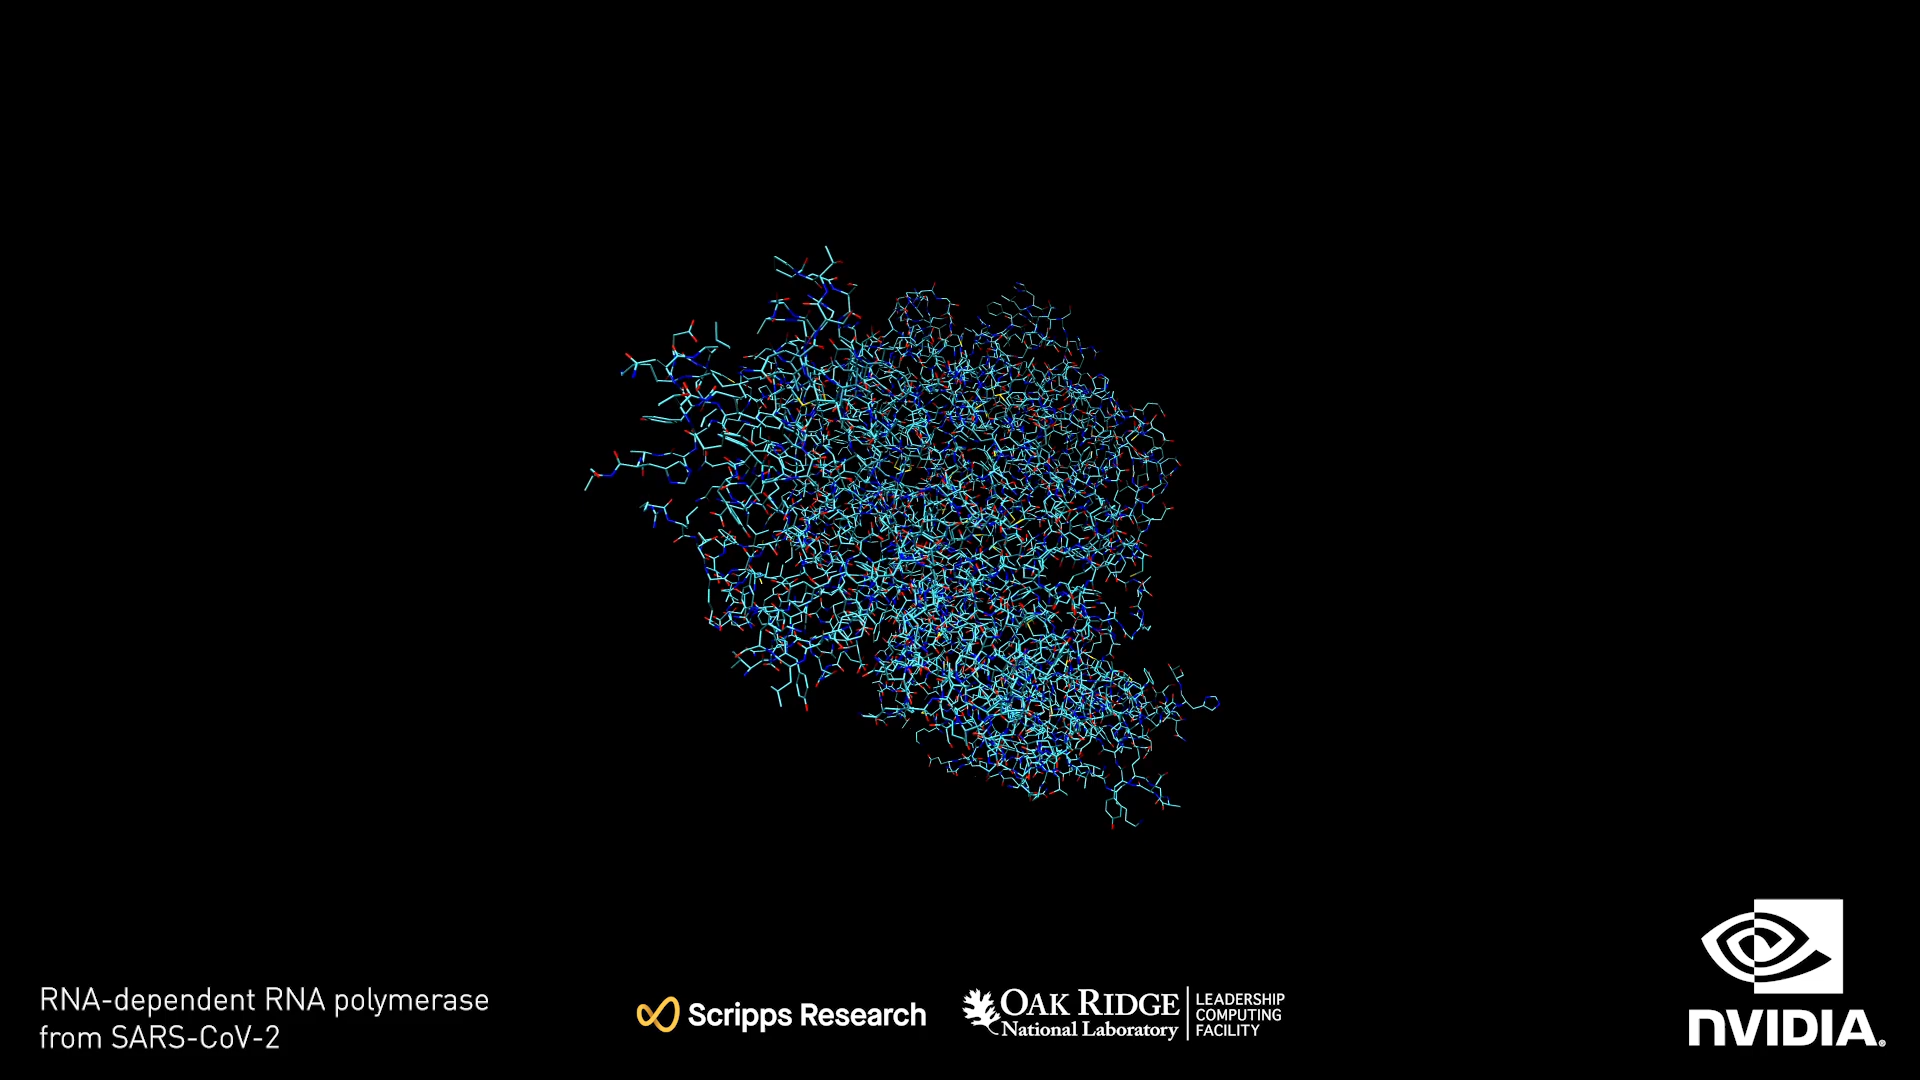 RNA-dependent RNA polymerase
from SARS-CoV-2
Scripps Research
OAK RIDGE
National Laboratory
LEADERSHIP
COMPUTING
FACILITY
NVIDIA®